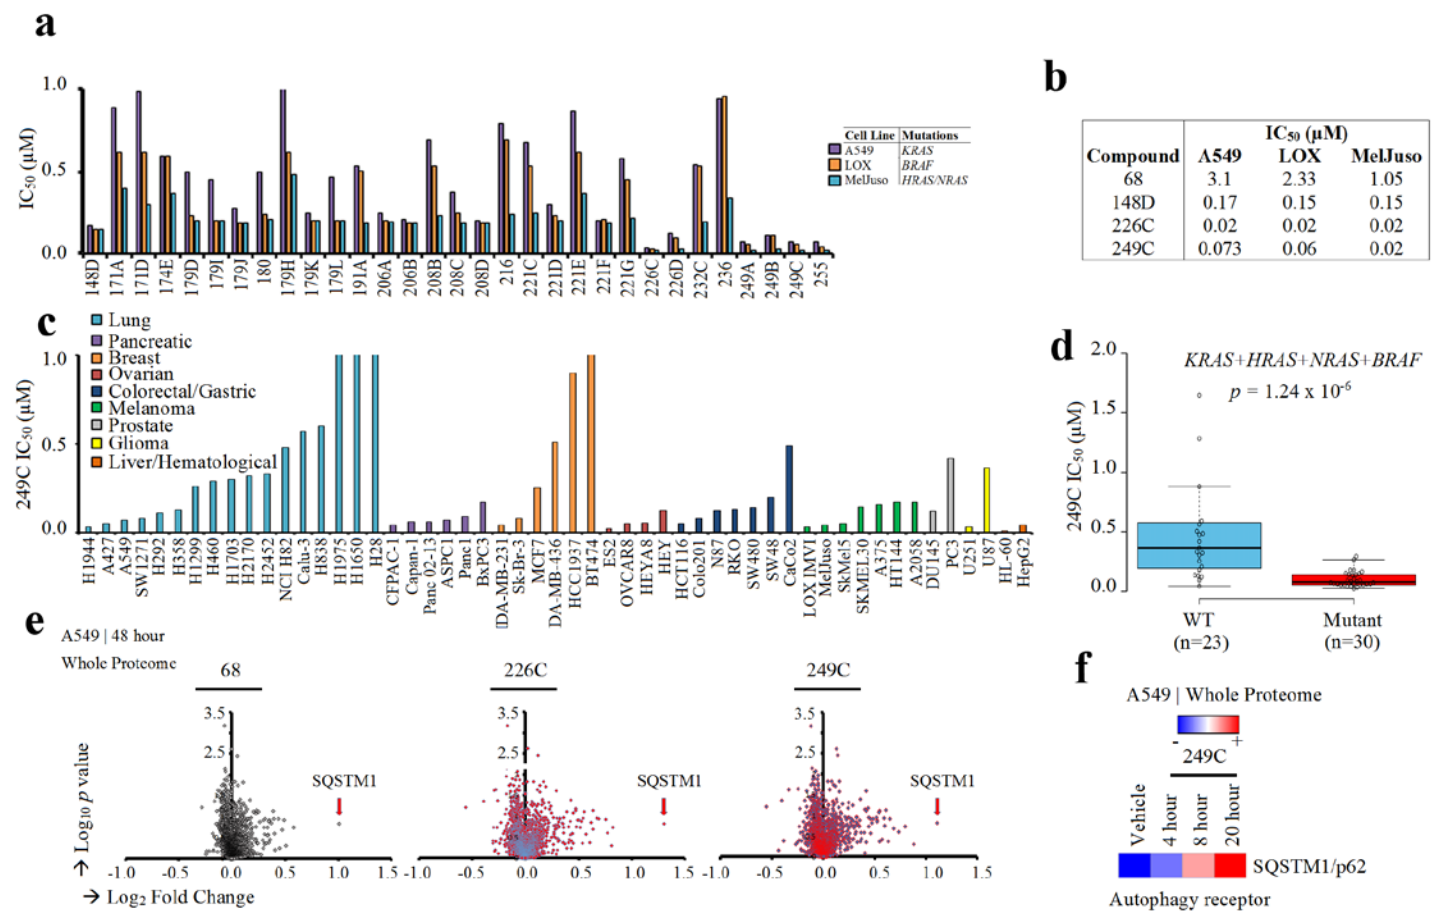 a
IC50 (μM)
1.0
0.5
0.0
148D 171A 171D 174E 179D 179I 179J 180 179H 179K 179L 191A 206A 206B 208B 208C 208D 216 221C 221D 221E 221F 221G 226C 226D 232C 236 249A 249B 249C 255
Cell Line Mutations
A549 KRAS
LOX BRAF
MelJuso HRAS/NRAS
b
IC50 (μM)
Compound A549 LOX MelJuso
68 3.1 2.33 1.05
148D 0.17 0.15 0.15
226C 0.02 0.02 0.02
249C 0.073 0.06 0.02
c
Lung
Pancreatic
Breast
Ovarian
Colorectal/Gastric
Melanoma
Prostate
Glioma
Liver/Hematological
249C IC50 (μM)
1.0
0.5
0.0
H1944 A427 A549 SW1271 H292 H358 H1299 H460 H1703 H2170 H2452 NCI H82 Calu-3 H838 H1975 H1650 H28 CFPAC-1 Capan-1 Panc 02-13 ASPC1 Panc1 BxPC3 IDA-MB-231 Sk-Br-3 MCF7 DA-MB-436 HCC1937 BT474 ES2 OVCAR8 HEYA8 HEY HCT116 Colo201 N87 RKO SW480 SW48 CaCo2 LOX IMVI MelJuso SkMel5 SKMEL30 A375 HT144 A2058 DU145 PC3 U251 U87 HL-60 HepG2
d
249C IC50 (μM)
2.0
1.5
1.0
0.5
0.0
KRAS+HRAS+NRAS+BRAF
p = 1.24 x 10-6
WT Mutant
(n=23) (n=30)
e
A549 | 48 hour
Whole Proteome
68 226C 249C
→ Log10 p value
3.5 3.5 3.5
2.5 2.5 2.5
SQSTM1 SQSTM1 SQSTM1
-1.0 -0.5 0.0 0.5 1.0 1.5 -1.0 -0.5 0.0 0.5 1.0 1.5 -1.0 -0.5 0.0 0.5 1.0 1.5
→ Log2 Fold Change
f
A549 | Whole Proteome
- +
249C
Vehicle 4 hour 8 hour 20 hour
SQSTM1/p62
Autophagy receptor